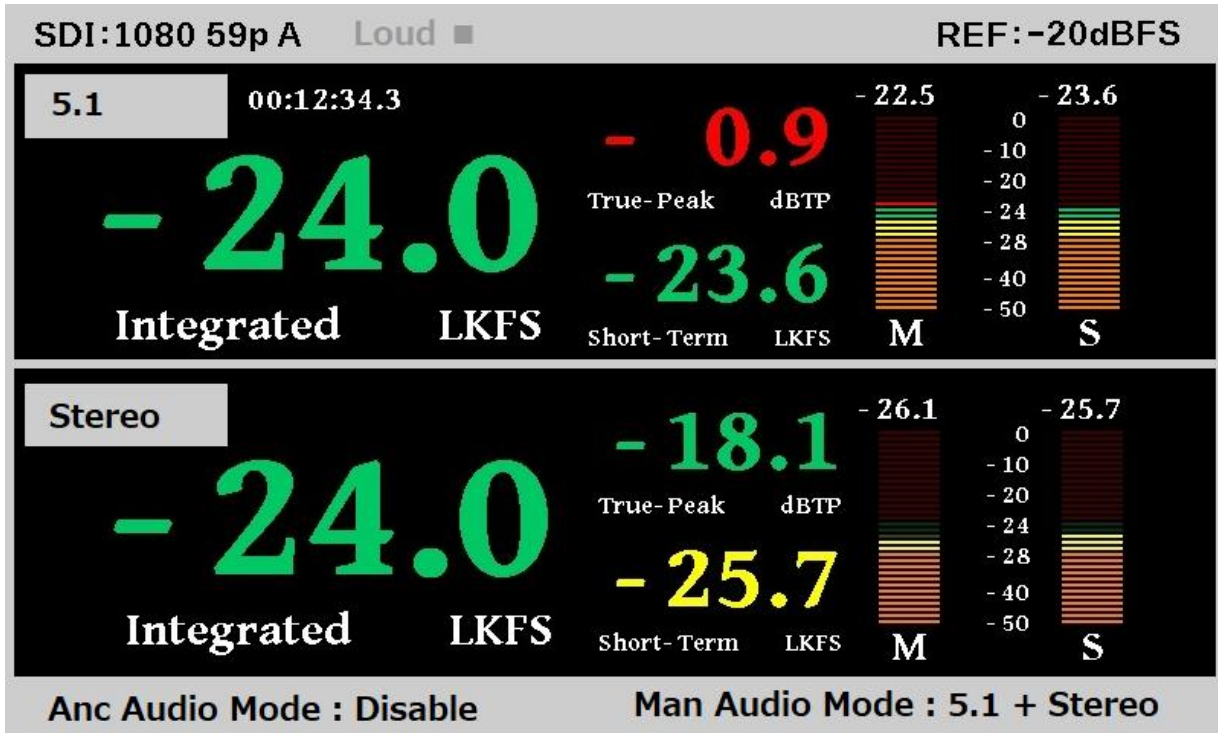 SDI:1080 59p A Loud ■ REF:-20dBFS
5.1 00:12:34.3
- 24.0
Integrated LKFS
- 0.9
True-Peak dBTP
- 23.6
Short-Term LKFS
- 22.5 - 23.6
0
- 10
- 20
- 24
- 28
- 40
- 50
M S
Stereo
- 24.0
Integrated LKFS
- 18.1
True-Peak dBTP
- 25.7
Short-Term LKFS
- 26.1 - 25.7
0
- 10
- 20
- 24
- 28
- 40
- 50
M S
Anc Audio Mode : Disable Man Audio Mode : 5.1 + Stereo